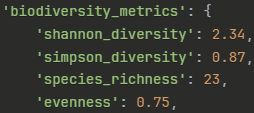 'biodiversity_metrics': {
'shannon_diversity': 2.34,
'simpson_diversity': 0.87,
'species_richness': 23,
'evenness': 0.75,